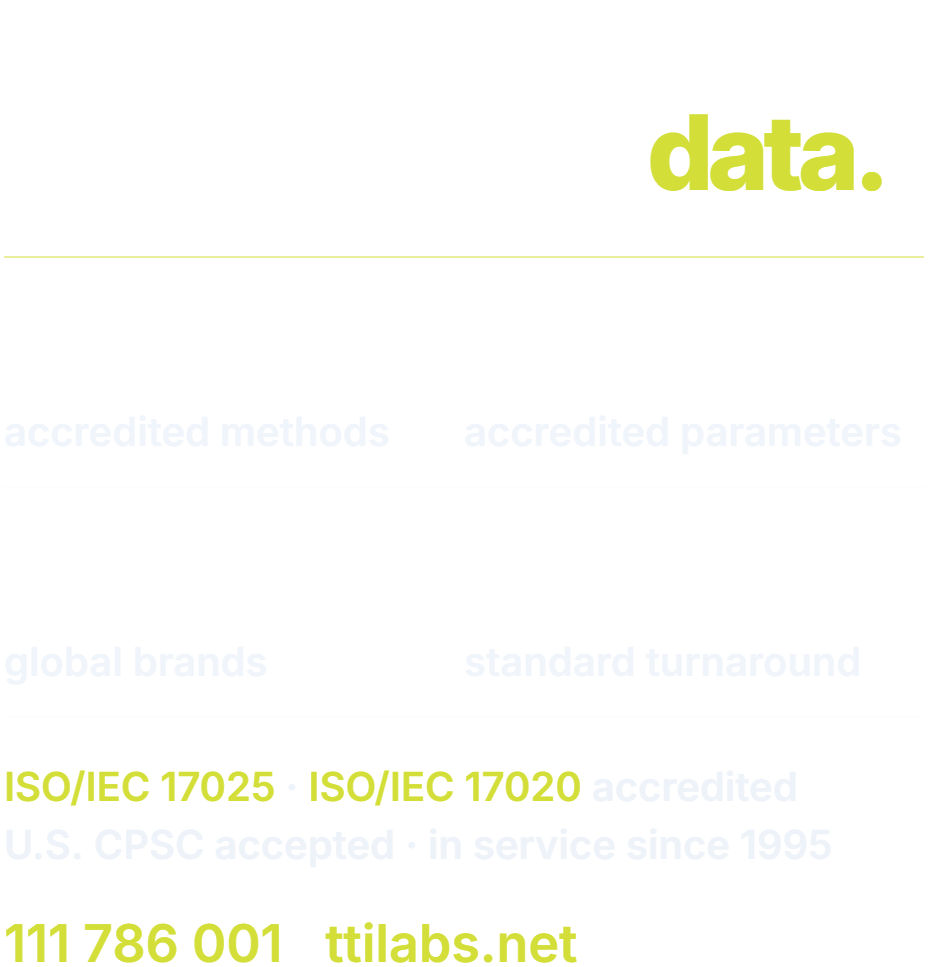 data.
accredited methods accredited parameters
global brands standard turnaround
ISO/IEC 17025 · ISO/IEC 17020 accredited
U.S. CPSC accepted · in service since 1995
111 786 001 ttilabs.net